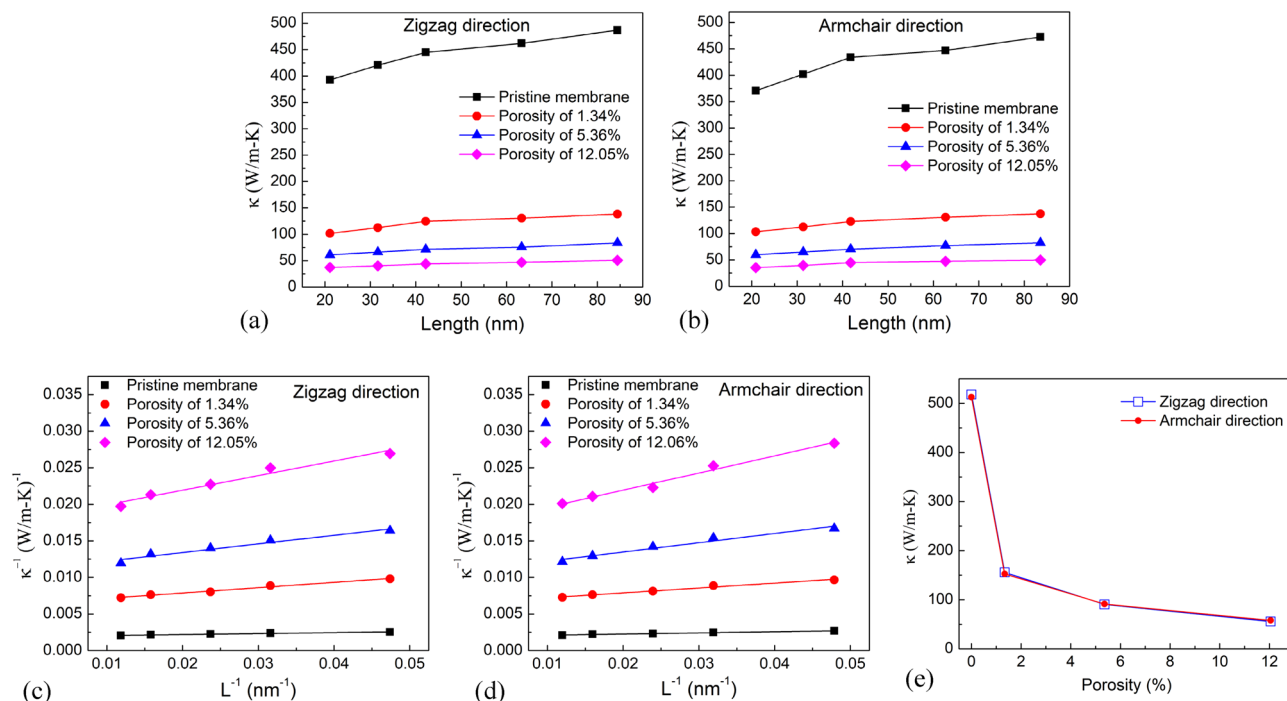 Zigzag direction
κ (W/m-K)
500
450
400
350
300
250
200
150
100
50
0
Pristine membrane
Porosity of 1.34%
Porosity of 5.36%
Porosity of 12.05%
20 30 40 50 60 70 80 90
Length (nm)
(a)
Armchair direction
κ (W/m-K)
500
450
400
350
300
250
200
150
100
50
0
Pristine membrane
Porosity of 1.34%
Porosity of 5.36%
Porosity of 12.05%
20 30 40 50 60 70 80 90
Length (nm)
(b)
Zigzag direction
κ⁻¹ (W/m-K)⁻¹
0.035
0.030
0.025
0.020
0.015
0.010
0.005
0.000
Pristine membrane
Porosity of 1.34%
Porosity of 5.36%
Porosity of 12.05%
0.01 0.02 0.03 0.04 0.05
L⁻¹ (nm⁻¹)
(c)
Armchair direction
κ⁻¹ (W/m-K)⁻¹
0.035
0.030
0.025
0.020
0.015
0.010
0.005
0.000
Pristine membrane
Porosity of 1.34%
Porosity of 5.36%
Porosity of 12.06%
0.01 0.02 0.03 0.04 0.05
L⁻¹ (nm⁻¹)
(d)
κ (W/m-K)
500
400
300
200
100
0
Zigzag direction
Armchair direction
0 2 4 6 8 10 12
Porosity (%)
(e)